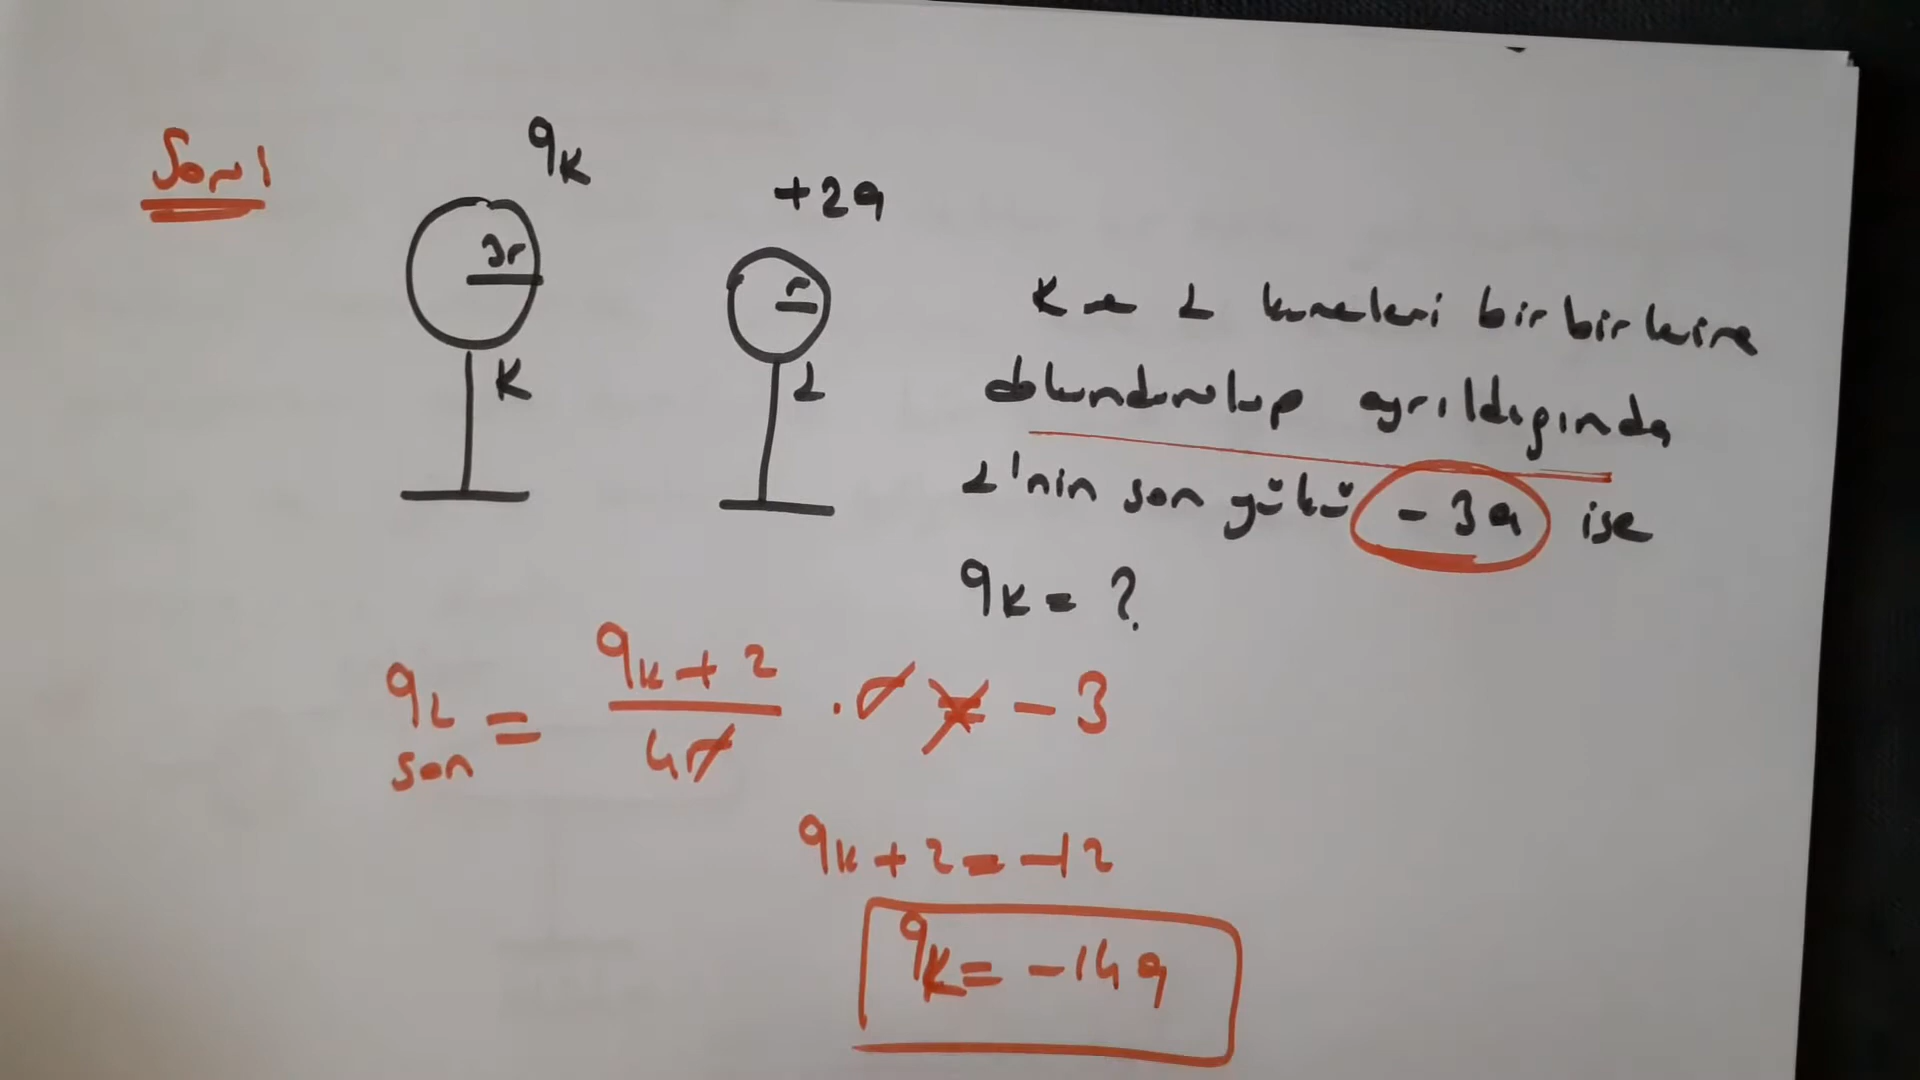 Soru 1
qK
+2q
3r
r
K
L
K ve L küreleri birbirlerine
dokundurulup ayrıldığında
L'nin son yükü -3q ise
qK = ?
qL son = qK + 2 / 4r . r = -3
qK + 2 = -12
qK = -14q